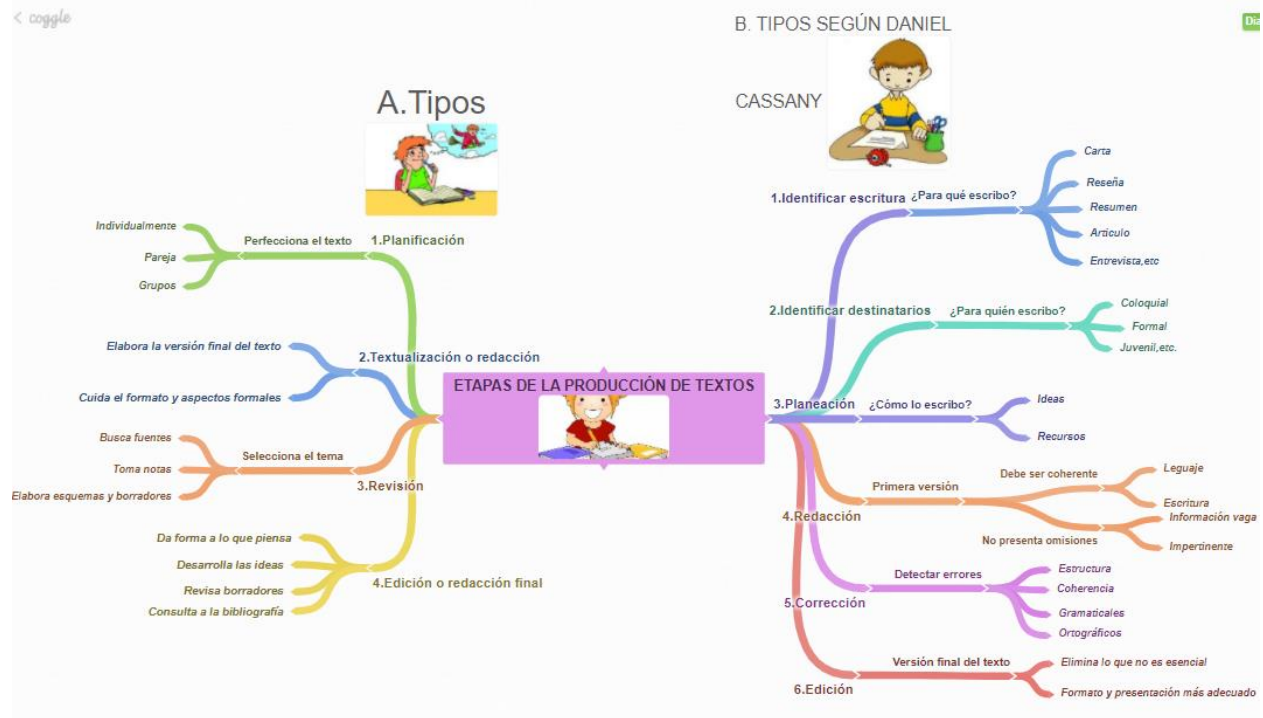 < coggle
B. TIPOS SEGÚN DANIEL
CASSANY
Dia
A.Tipos
ETAPAS DE LA PRODUCCIÓN DE TEXTOS
1.Planificación
Perfecciona el texto
Individualmente
Pareja
Grupos
2.Textualización o redacción
Elabora la versión final del texto
Cuida el formato y aspectos formales
3.Revisión
Selecciona el tema
Busca fuentes
Toma notas
Elabora esquemas y borradores
4.Edición o redacción final
Da forma a lo que piensa
Desarrolla las ideas
Revisa borradores
Consulta a la bibliografía
1.Identificar escritura
¿Para qué escribo?
Carta
Reseña
Resumen
Artículo
Entrevista,etc
2.Identificar destinatarios
¿Para quién escribo?
Coloquial
Formal
Juvenil,etc.
3.Planeación
¿Cómo lo escribo?
Ideas
Recursos
4.Redacción
Primera versión
Debe ser coherente
Leguaje
Escritura
No presenta omisiones
Información vaga
Impertinente
5.Corrección
Detectar errores
Estructura
Coherencia
Gramaticales
Ortográficos
6.Edición
Versión final del texto
Elimina lo que no es esencial
Formato y presentación más adecuado